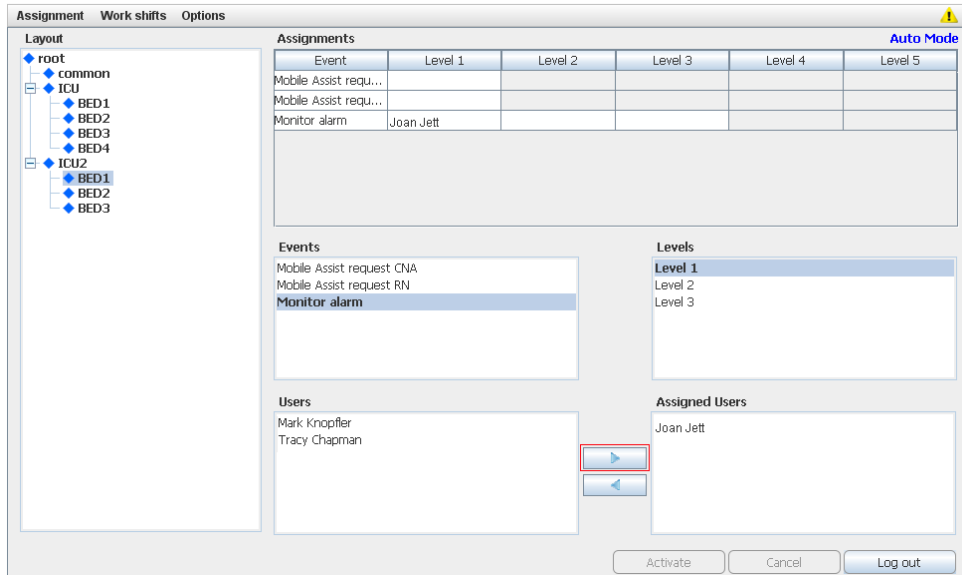 Assignment Work shifts Options
Layout
root
common
ICU
BED1
BED2
BED3
BED4
ICU2
BED1
BED2
BED3
Assignments Auto Mode
Event Level 1 Level 2 Level 3 Level 4 Level 5
Mobile Assist requ...
Mobile Assist requ...
Monitor alarm Joan Jett
Events
Mobile Assist request CNA
Mobile Assist request RN
Monitor alarm
Levels
Level 1
Level 2
Level 3
Users
Mark Knopfler
Tracy Chapman
Assigned Users
Joan Jett
Activate Cancel Log out